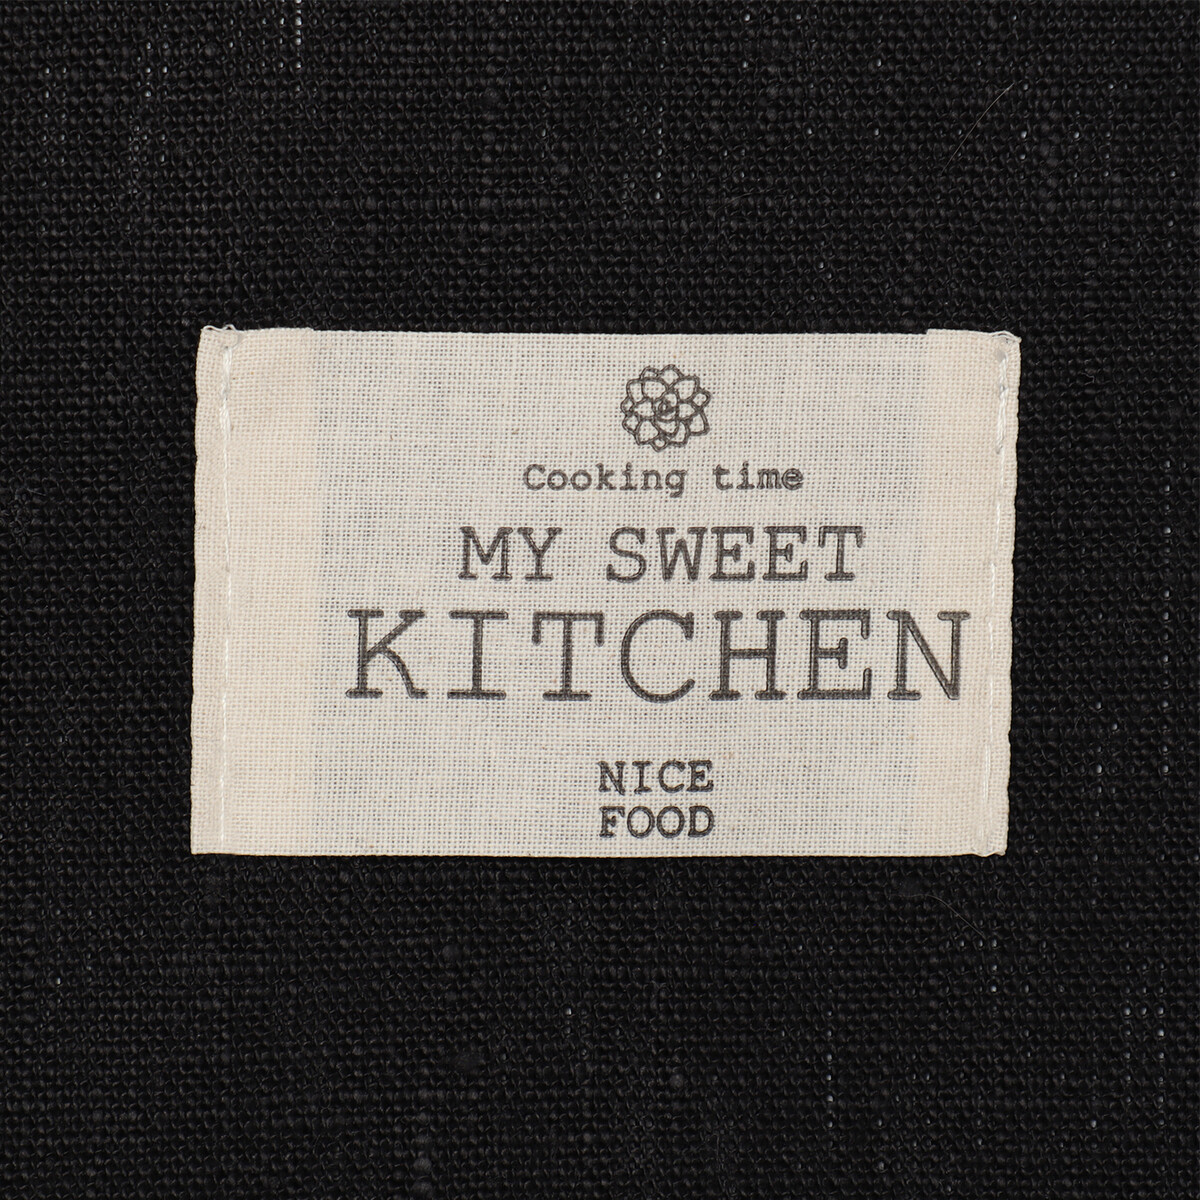 Cooking time
MY SWEET
KITCHEN
NICE
FOOD